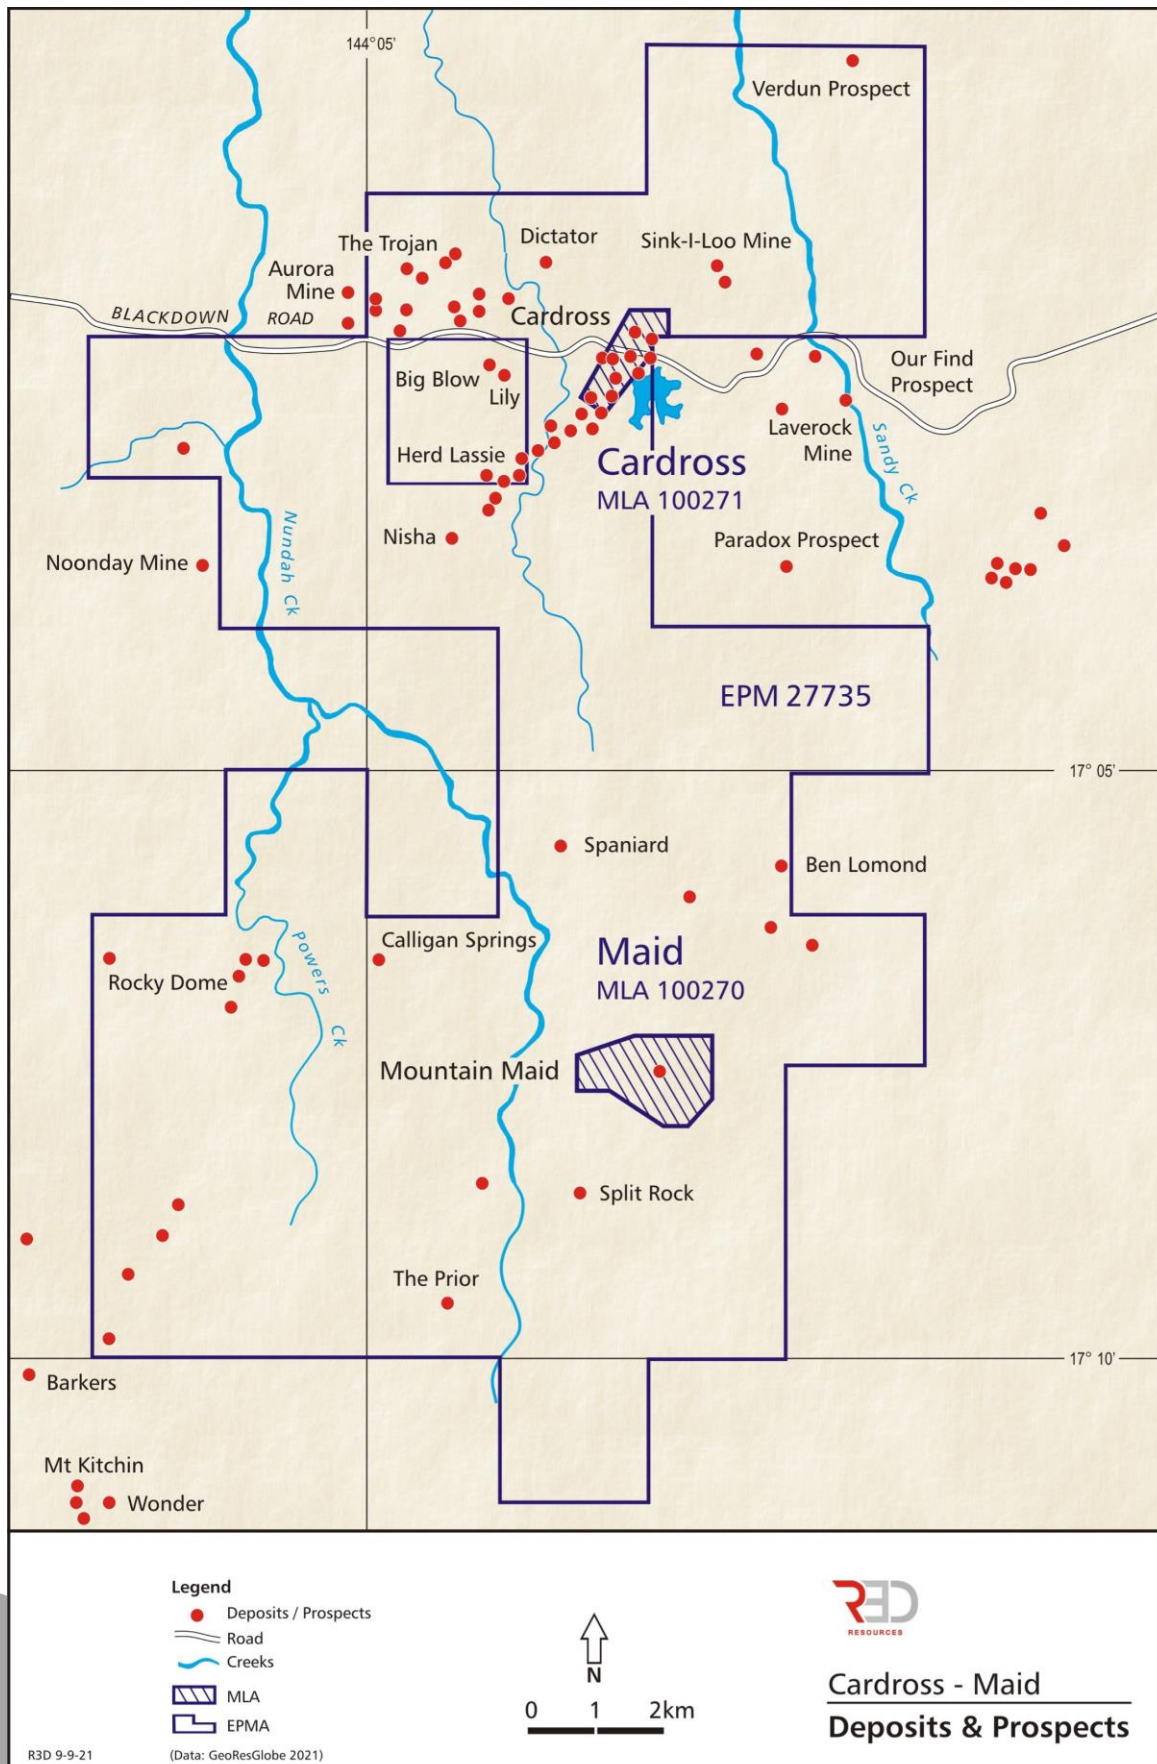 144° 05'
Verdun Prospect
The Trojan
Dictator
Sink-I-Loo Mine
Aurora
Mine
BLACKDOWN ROAD
Cardross
Our Find
Prospect
Big Blow
Lily
Laverock
Mine
Sandy Ck
Herd Lassie
Cardross
MLA 100271
Nundah Ck
Nisha
Paradox Prospect
Noonday Mine
EPM 27735
17° 05'
Spaniard
Ben Lomond
Calligan Springs
Powers Ck
Maid
MLA 100270
Rocky Dome
Mountain Maid
Split Rock
The Prior
17° 10'
Barkers
Mt Kitchin
Wonder
Legend
Deposits / Prospects
Road
Creeks
MLA
EPMA
N
0 1 2km
R3D
RESOURCES
Cardross - Maid
Deposits & Prospects
R3D 9-9-21
(Data: GeoResGlobe 2021)